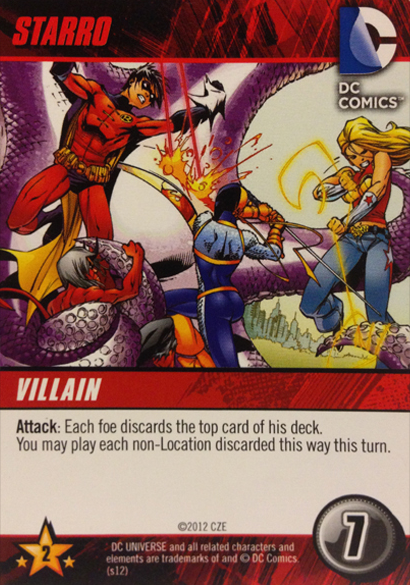 STARRO
DC
DC
COMICS™
VILLAIN
Attack: Each foe discards the top card of his deck.
You may play each non-Location discarded this way this turn.
©2012 CZE
2
DC UNIVERSE and all related characters and
elements are trademarks of and © DC Comics.
(s12)
7